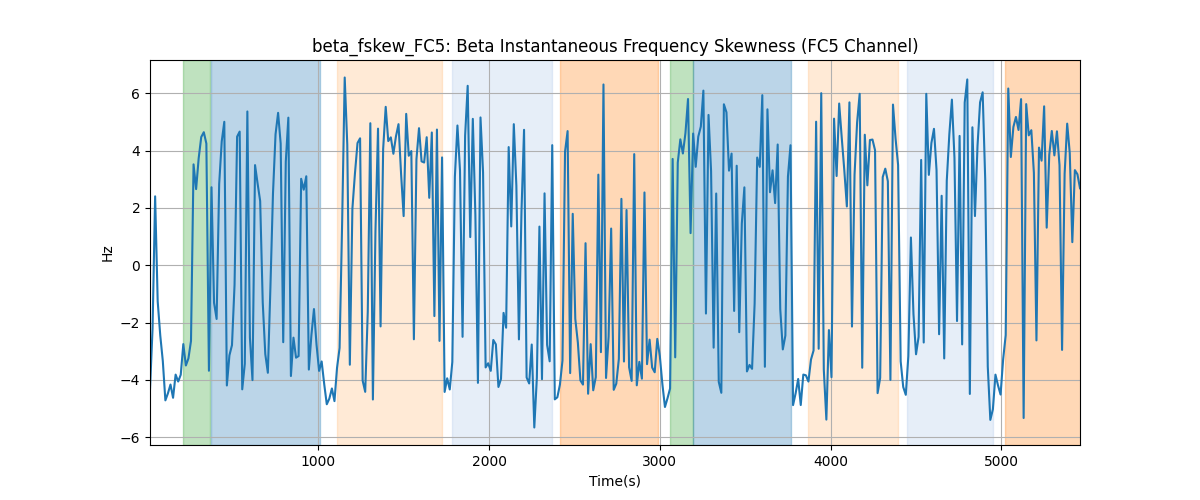 beta_fskew_FC5: Beta Instantaneous Frequency Skewness (FC5 Channel)
6
4
2
0
−2
−4
−6
Hz
1000 2000 3000 4000 5000
Time(s)